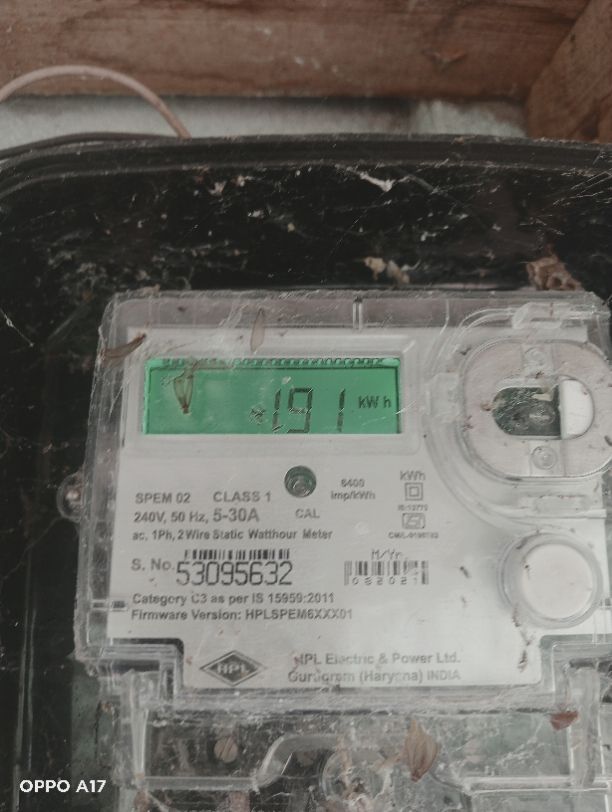 191 kWh
6400
imp/kWh
kWh
SPEM 02 CLASS 1
240V, 50 Hz, 5-30A CAL
ac, 1Ph, 2 Wire Static Watthour Meter
M/Yr.
S. No. 53095632
082021
Category C3 as per IS 15959:2011
Firmware Version: HPLSPEM6XXX01
HPL
HPL Electric & Power Ltd.
Gurugram (Haryana) INDIA
OPPO A17